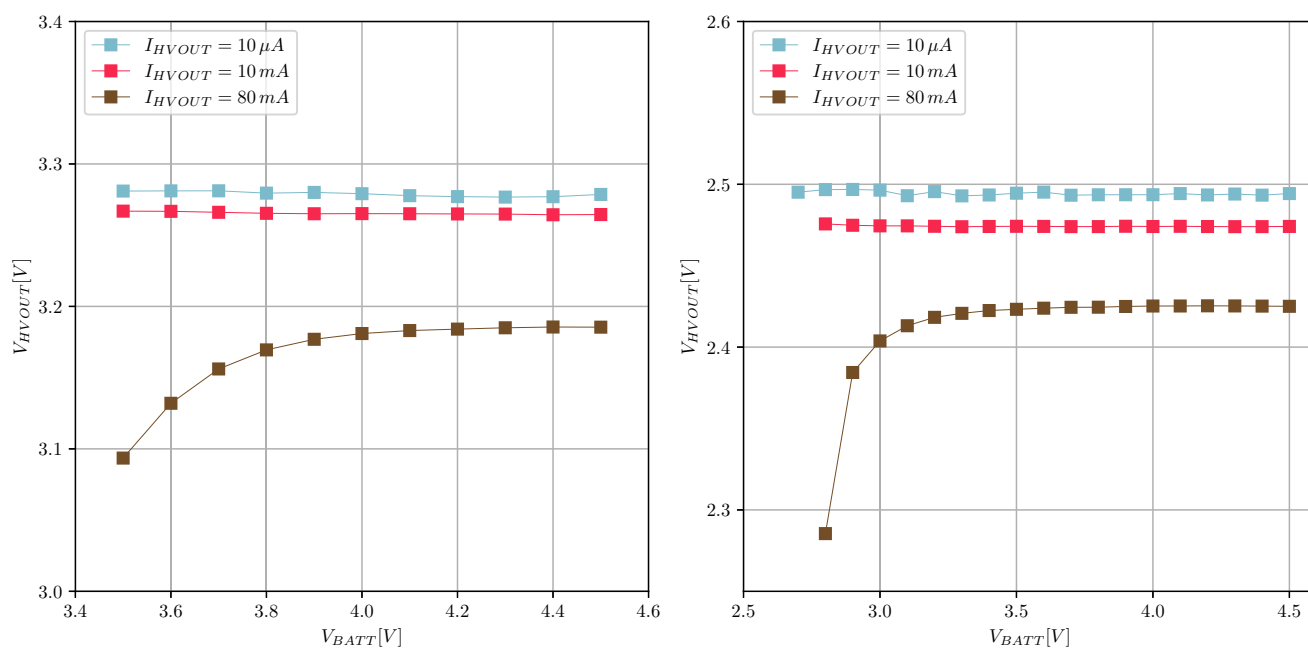 3.4
3.3
3.2
3.1
3.0
V_{HVOUT}[V]
I_{HVOUT} = 10 μA
I_{HVOUT} = 10 mA
I_{HVOUT} = 80 mA
3.4 3.6 3.8 4.0 4.2 4.4 4.6
V_{BATT}[V]
2.6
2.5
2.4
2.3
V_{HVOUT}[V]
I_{HVOUT} = 10 μA
I_{HVOUT} = 10 mA
I_{HVOUT} = 80 mA
2.5 3.0 3.5 4.0 4.5
V_{BATT}[V]